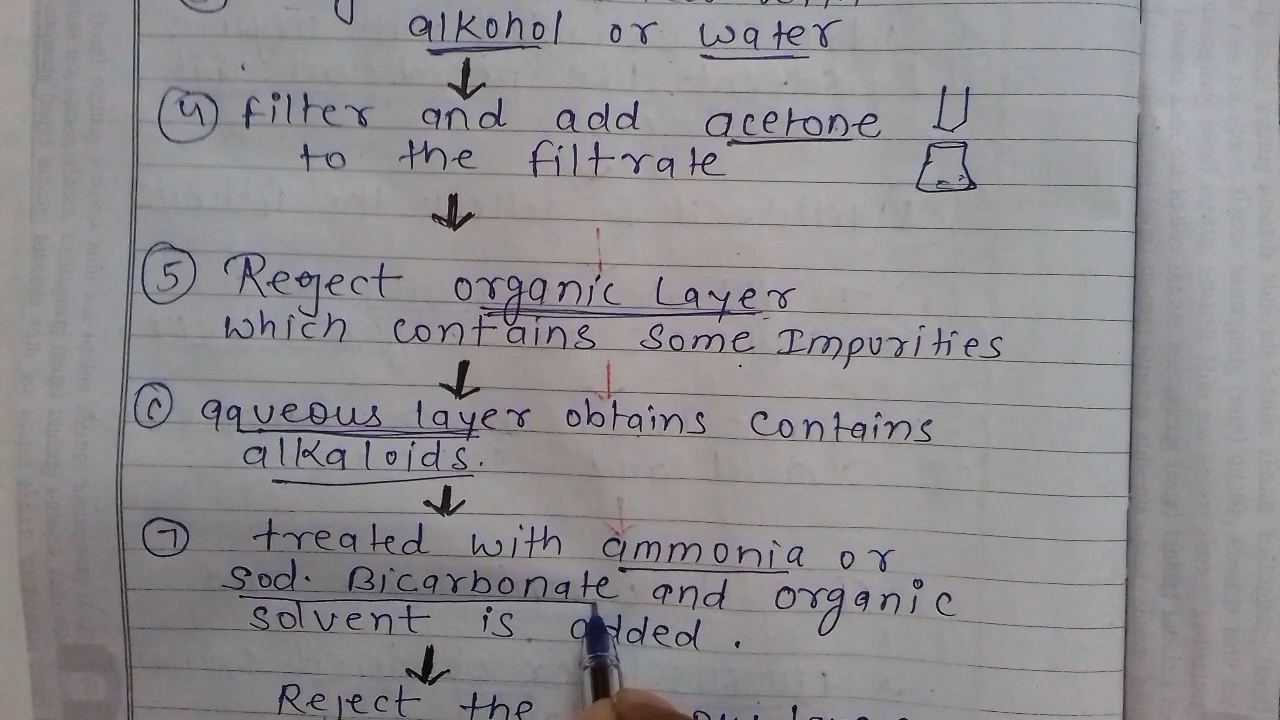 alkohol or water
④ filter and add acetone
to the filtrate
⑤ Regect organic Layer
which contains some Impurities
⑥ aqueous layer obtains contains
alkaloids.
⑦ treated with ammonia or
sod. Bicarbonate and organic
solvent is added.
Reject the